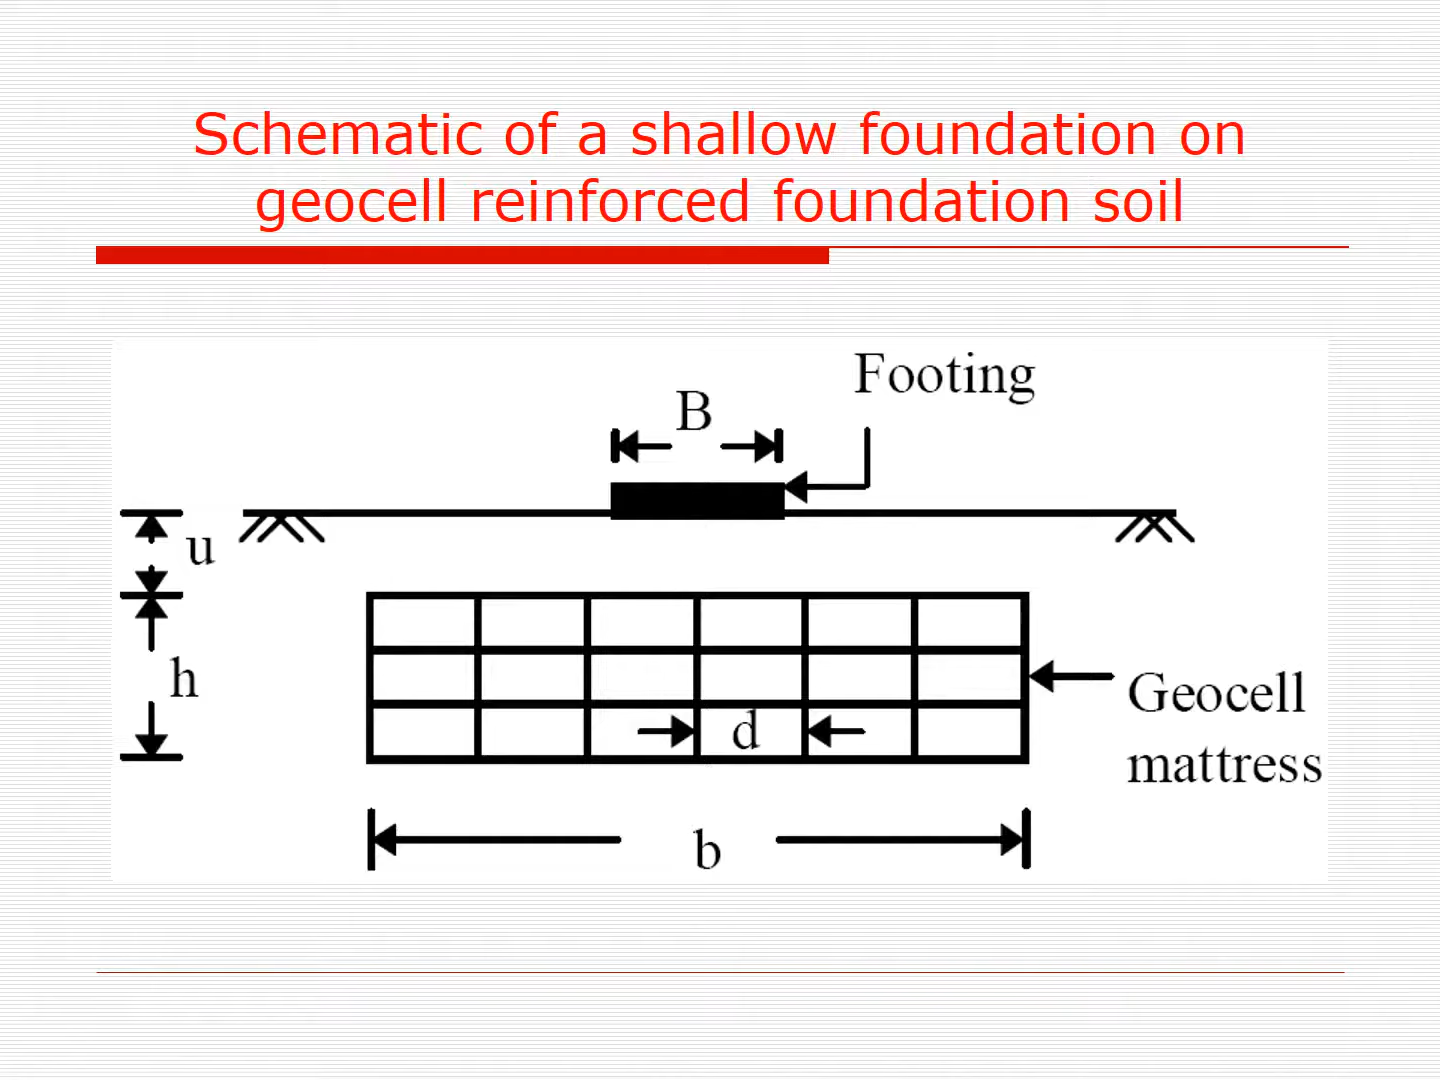 Schematic of a shallow foundation on
geocell reinforced foundation soil
Footing
B
u
h
d
Geocell
mattress
b